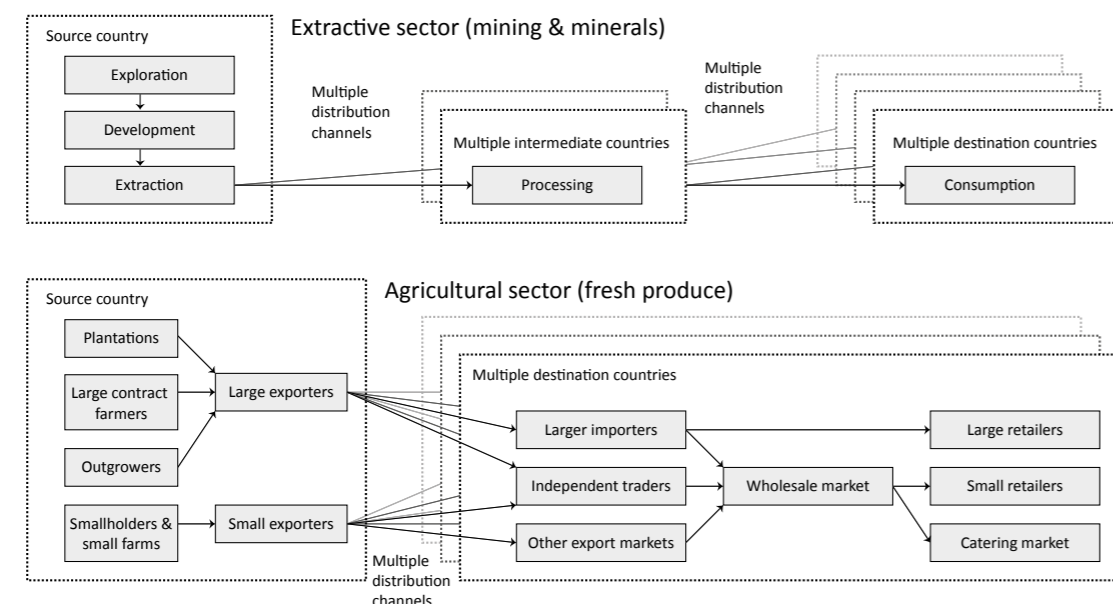 Extractive sector (mining & minerals)
Source country
Exploration
Development
Extraction
Multiple
distribution
channels
Multiple intermediate countries
Processing
Multiple
distribution
channels
Multiple destination countries
Consumption
Agricultural sector (fresh produce)
Source country
Plantations
Large contract
farmers
Outgrowers
Smallholders &
small farms
Large exporters
Small exporters
Multiple
distribution
channels
Multiple destination countries
Larger importers
Independent traders
Other export markets
Wholesale market
Large retailers
Small retailers
Catering market